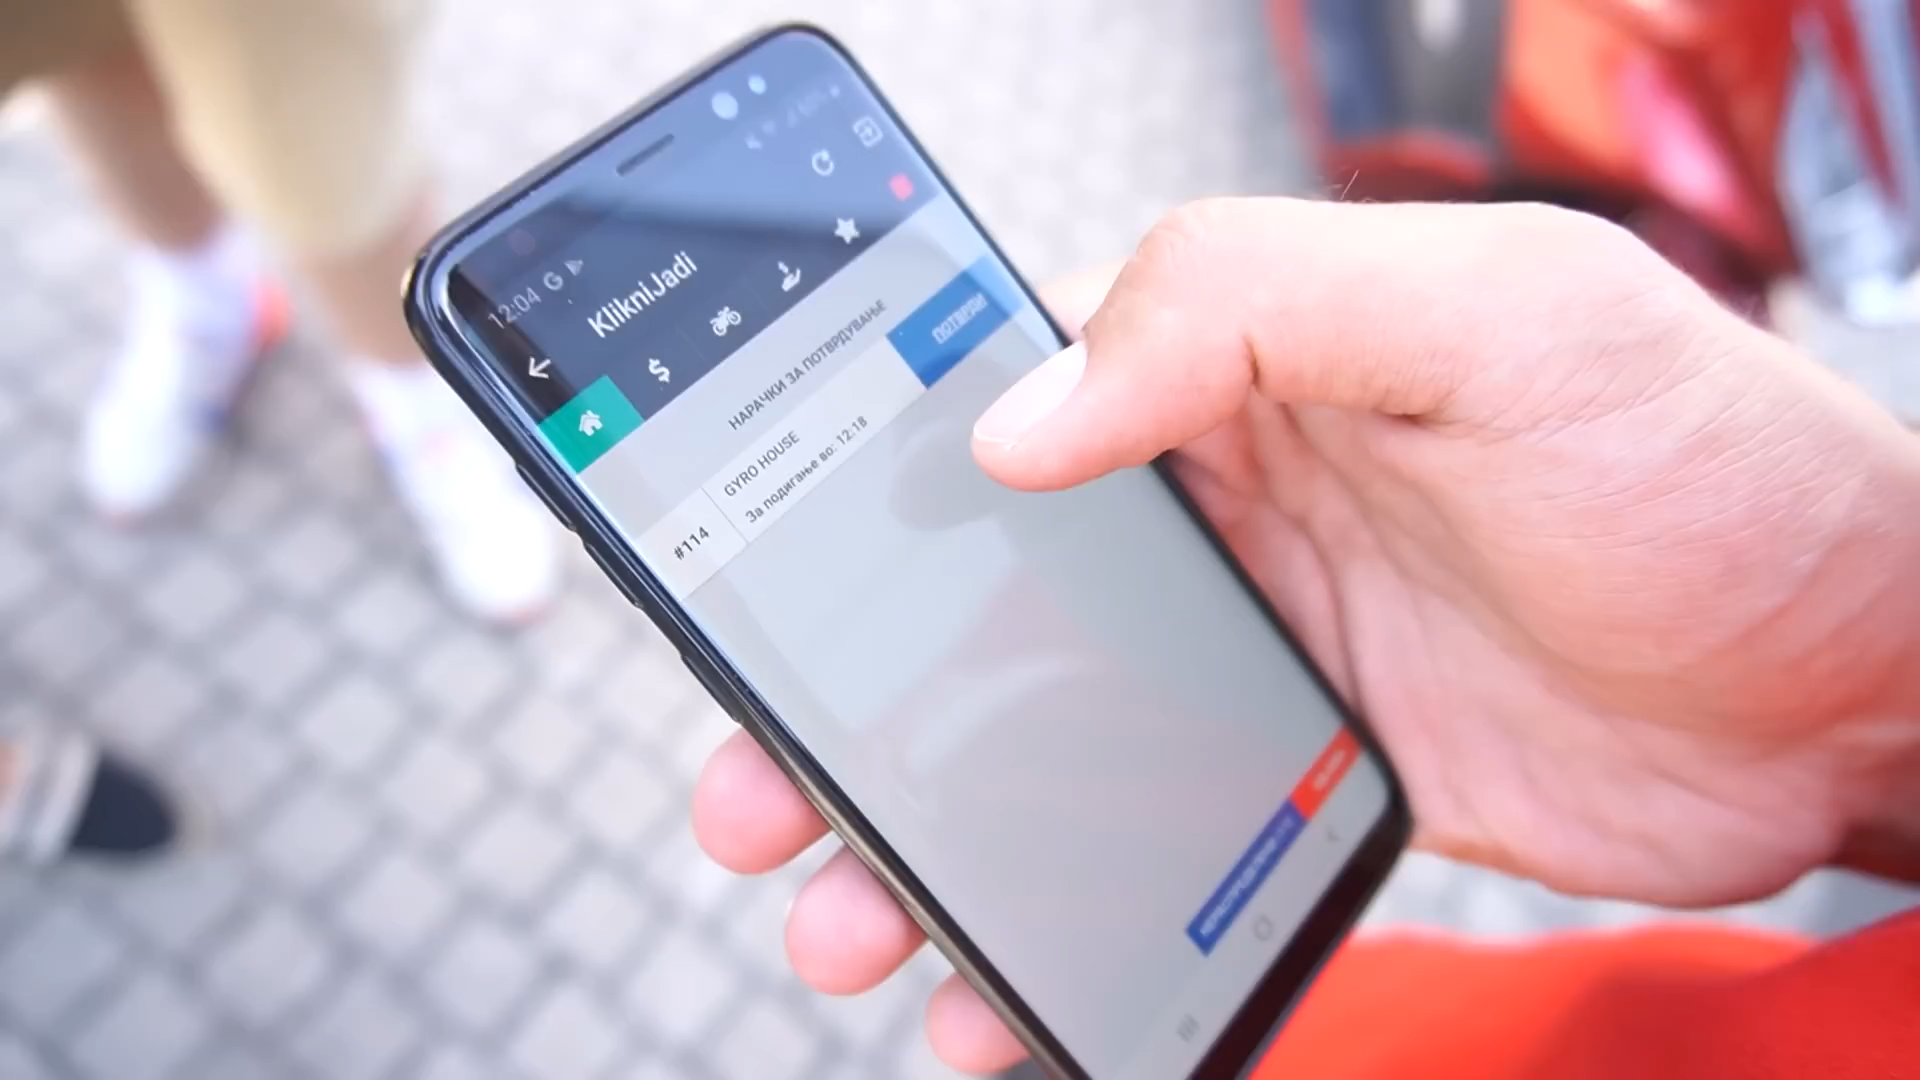 12:04
KlikniJadi
НАРАЧКИ ЗА ПОТВРДУВАЊЕ
#114
GYRO HOUSE
За подигање во: 12:18
ПОТВРДИ